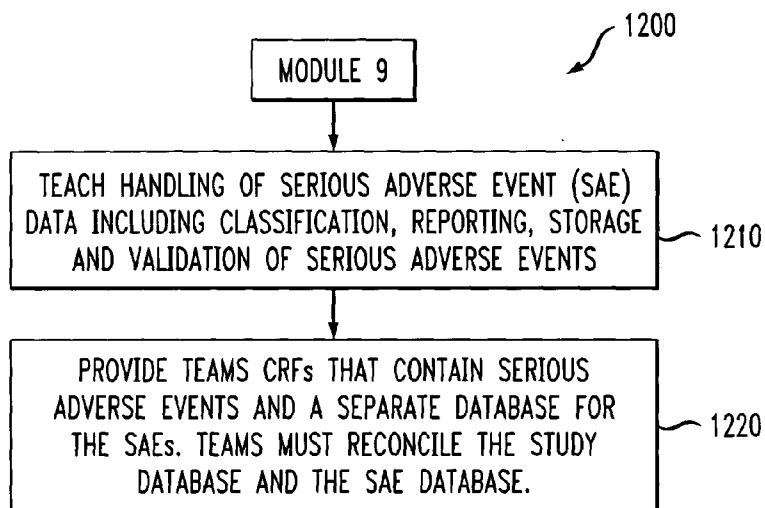 1200
MODULE 9
TEACH HANDLING OF SERIOUS ADVERSE EVENT (SAE)
DATA INCLUDING CLASSIFICATION, REPORTING, STORAGE
AND VALIDATION OF SERIOUS ADVERSE EVENTS
1210
PROVIDE TEAMS CRFs THAT CONTAIN SERIOUS
ADVERSE EVENTS AND A SEPARATE DATABASE FOR
THE SAEs. TEAMS MUST RECONCILE THE STUDY
DATABASE AND THE SAE DATABASE.
1220